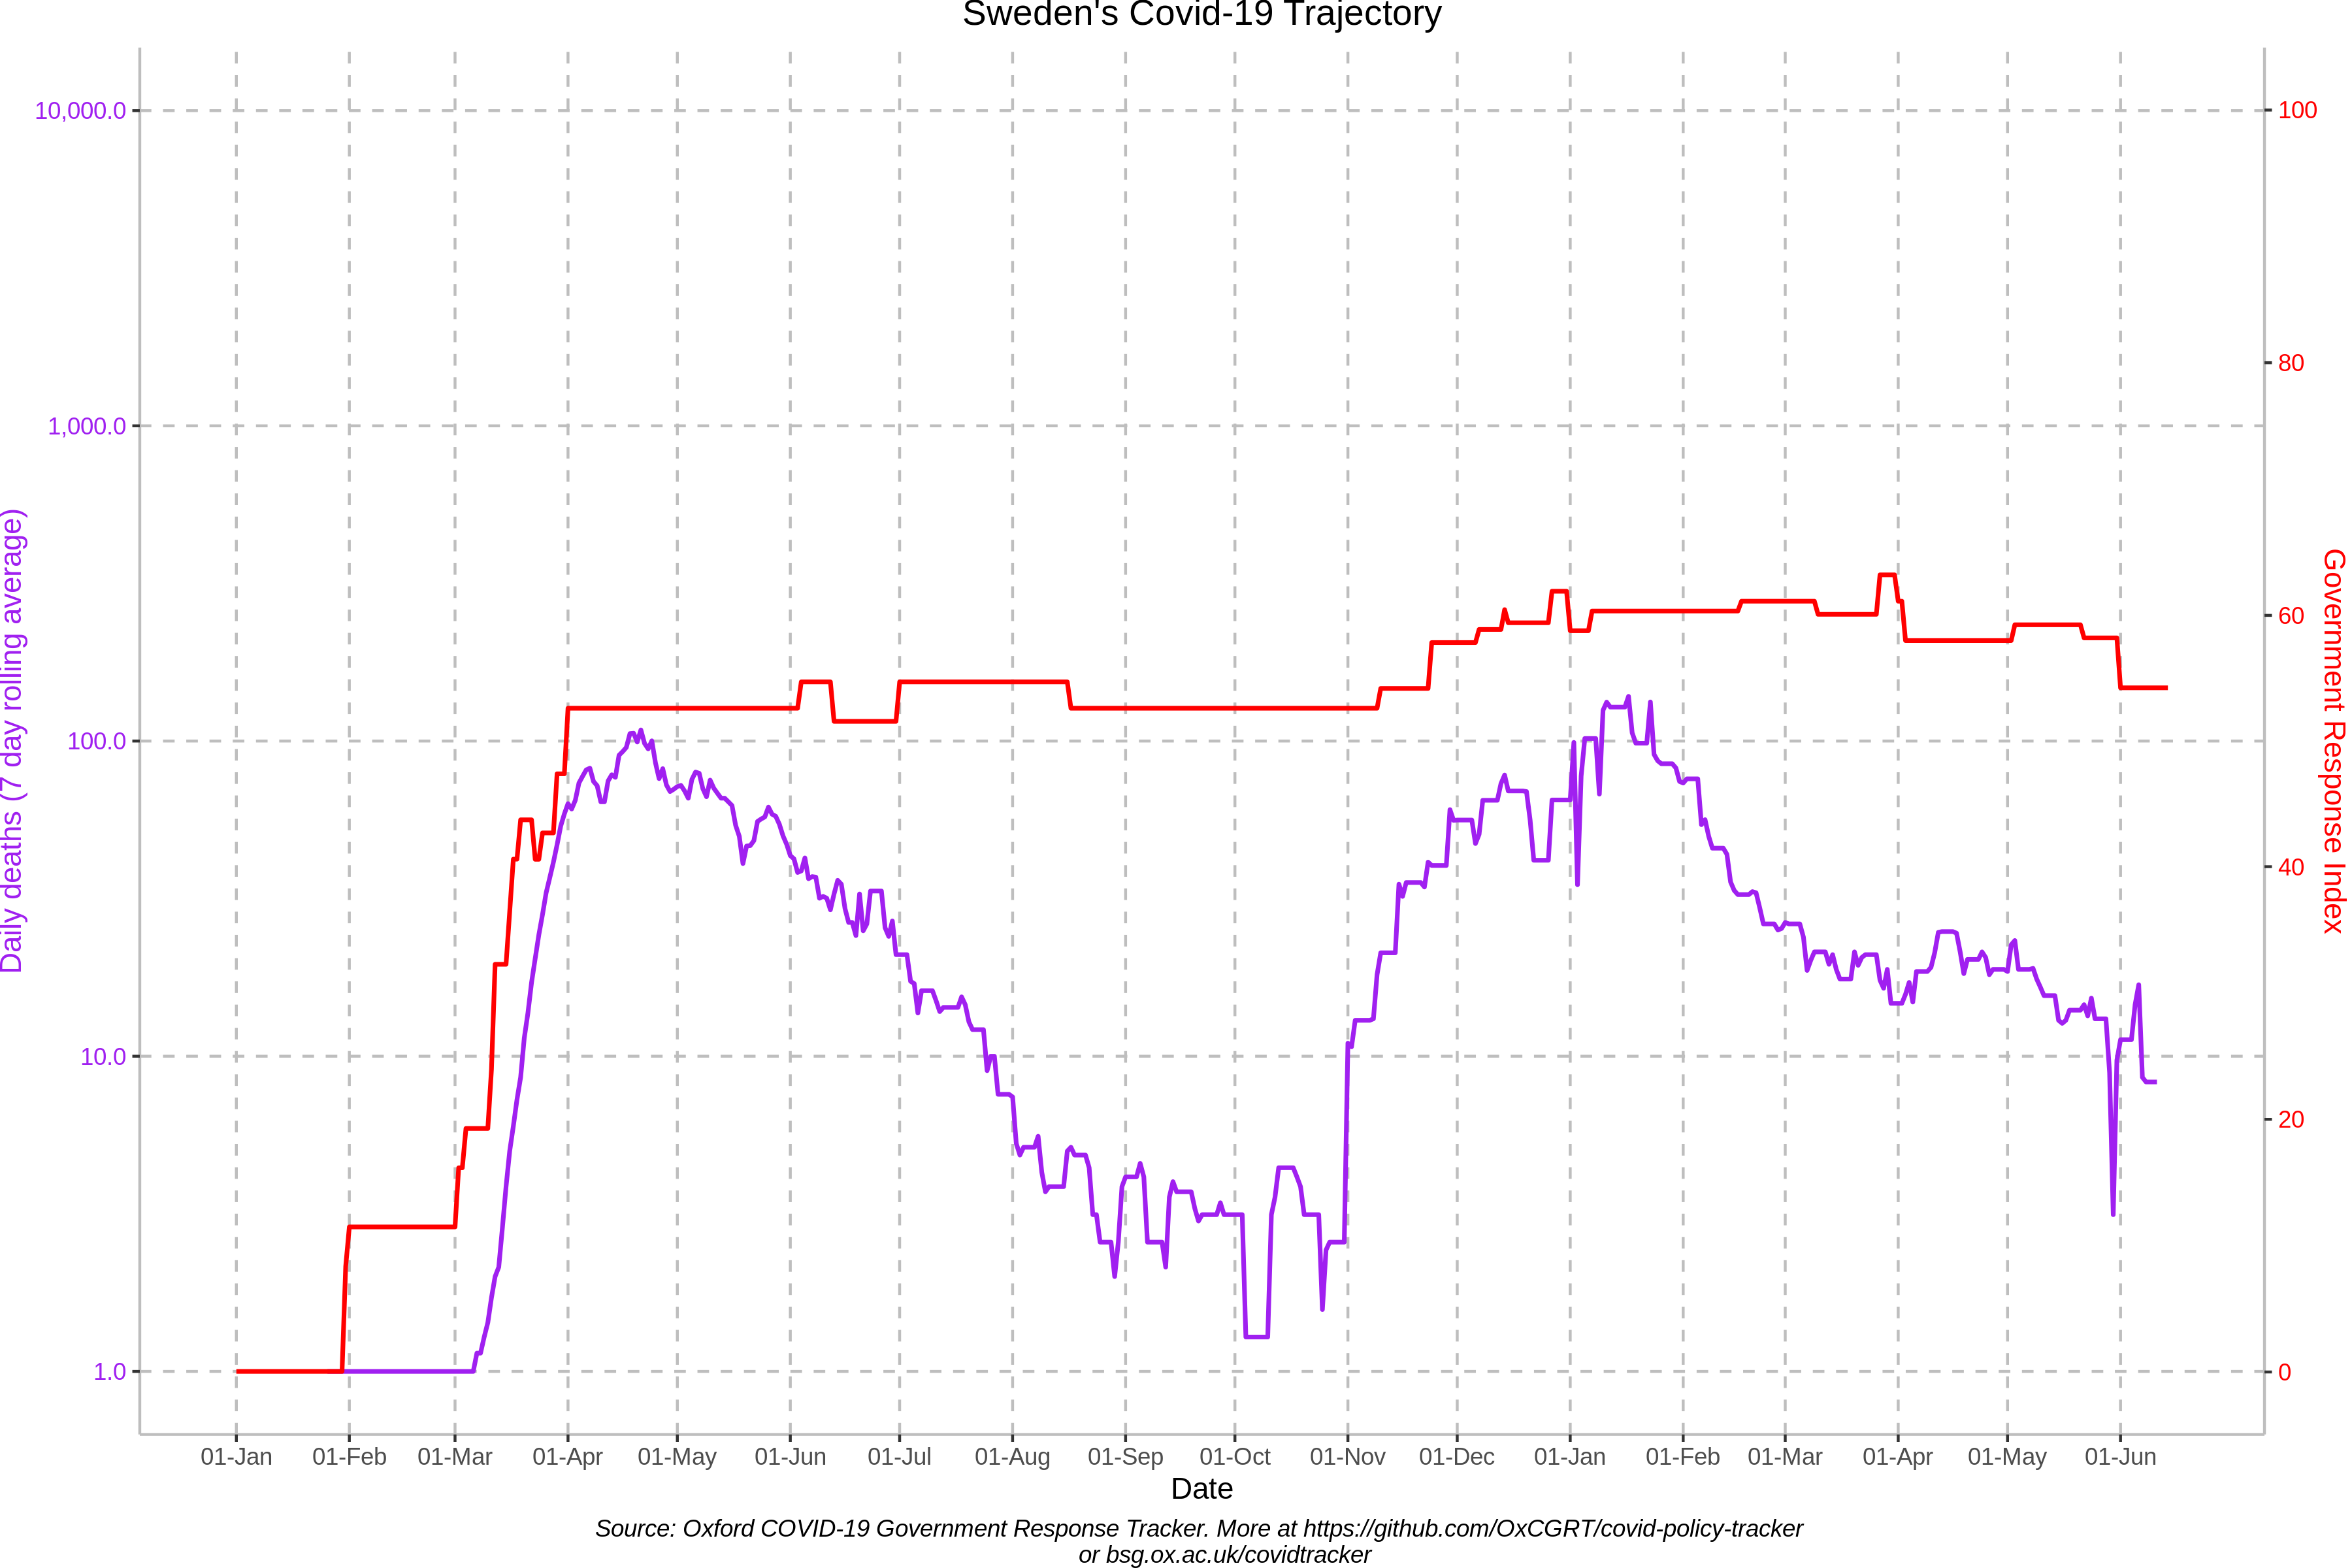 Sweden's Covid-19 Trajectory
10,000.0
1,000.0
100.0
10.0
1.0
Daily deaths (7 day rolling average)
100
80
60
40
20
0
Government Response Index
01-Jan 01-Feb 01-Mar 01-Apr 01-May 01-Jun 01-Jul 01-Aug 01-Sep 01-Oct 01-Nov 01-Dec 01-Jan 01-Feb 01-Mar 01-Apr 01-May 01-Jun
Date
Source: Oxford COVID-19 Government Response Tracker. More at https://github.com/OxCGRT/covid-policy-tracker
or bsg.ox.ac.uk/covidtracker